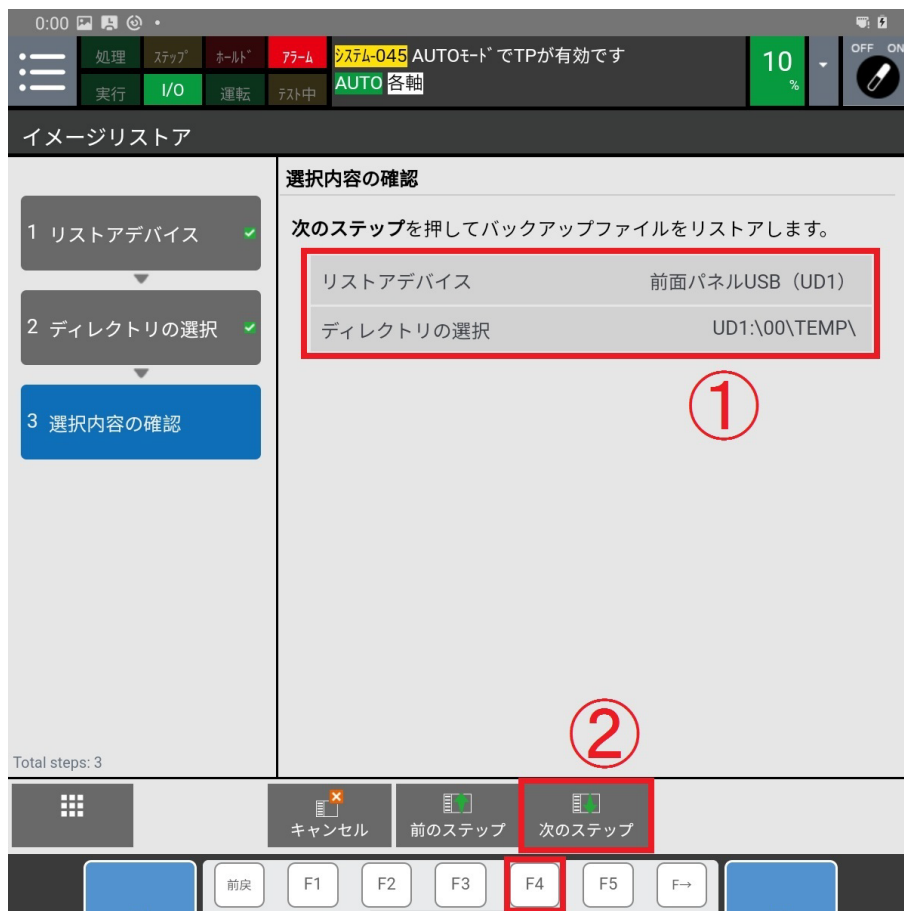 0:00
処理 ステップ ホールド アラーム システム-045 AUTOモードでTPが有効です
実行 I/O 運転 テスト中 AUTO 各軸
10
%
OFF ON
イメージリストア
1 リストアデバイス
2 ディレクトリの選択
3 選択内容の確認
Total steps: 3
選択内容の確認
次のステップを押してバックアップファイルをリストアします。
リストアデバイス 前面パネルUSB（UD1）
ディレクトリの選択 UD1:\00\TEMP\
①
②
キャンセル 前のステップ 次のステップ
前戻 F1 F2 F3 F4 F5 F→